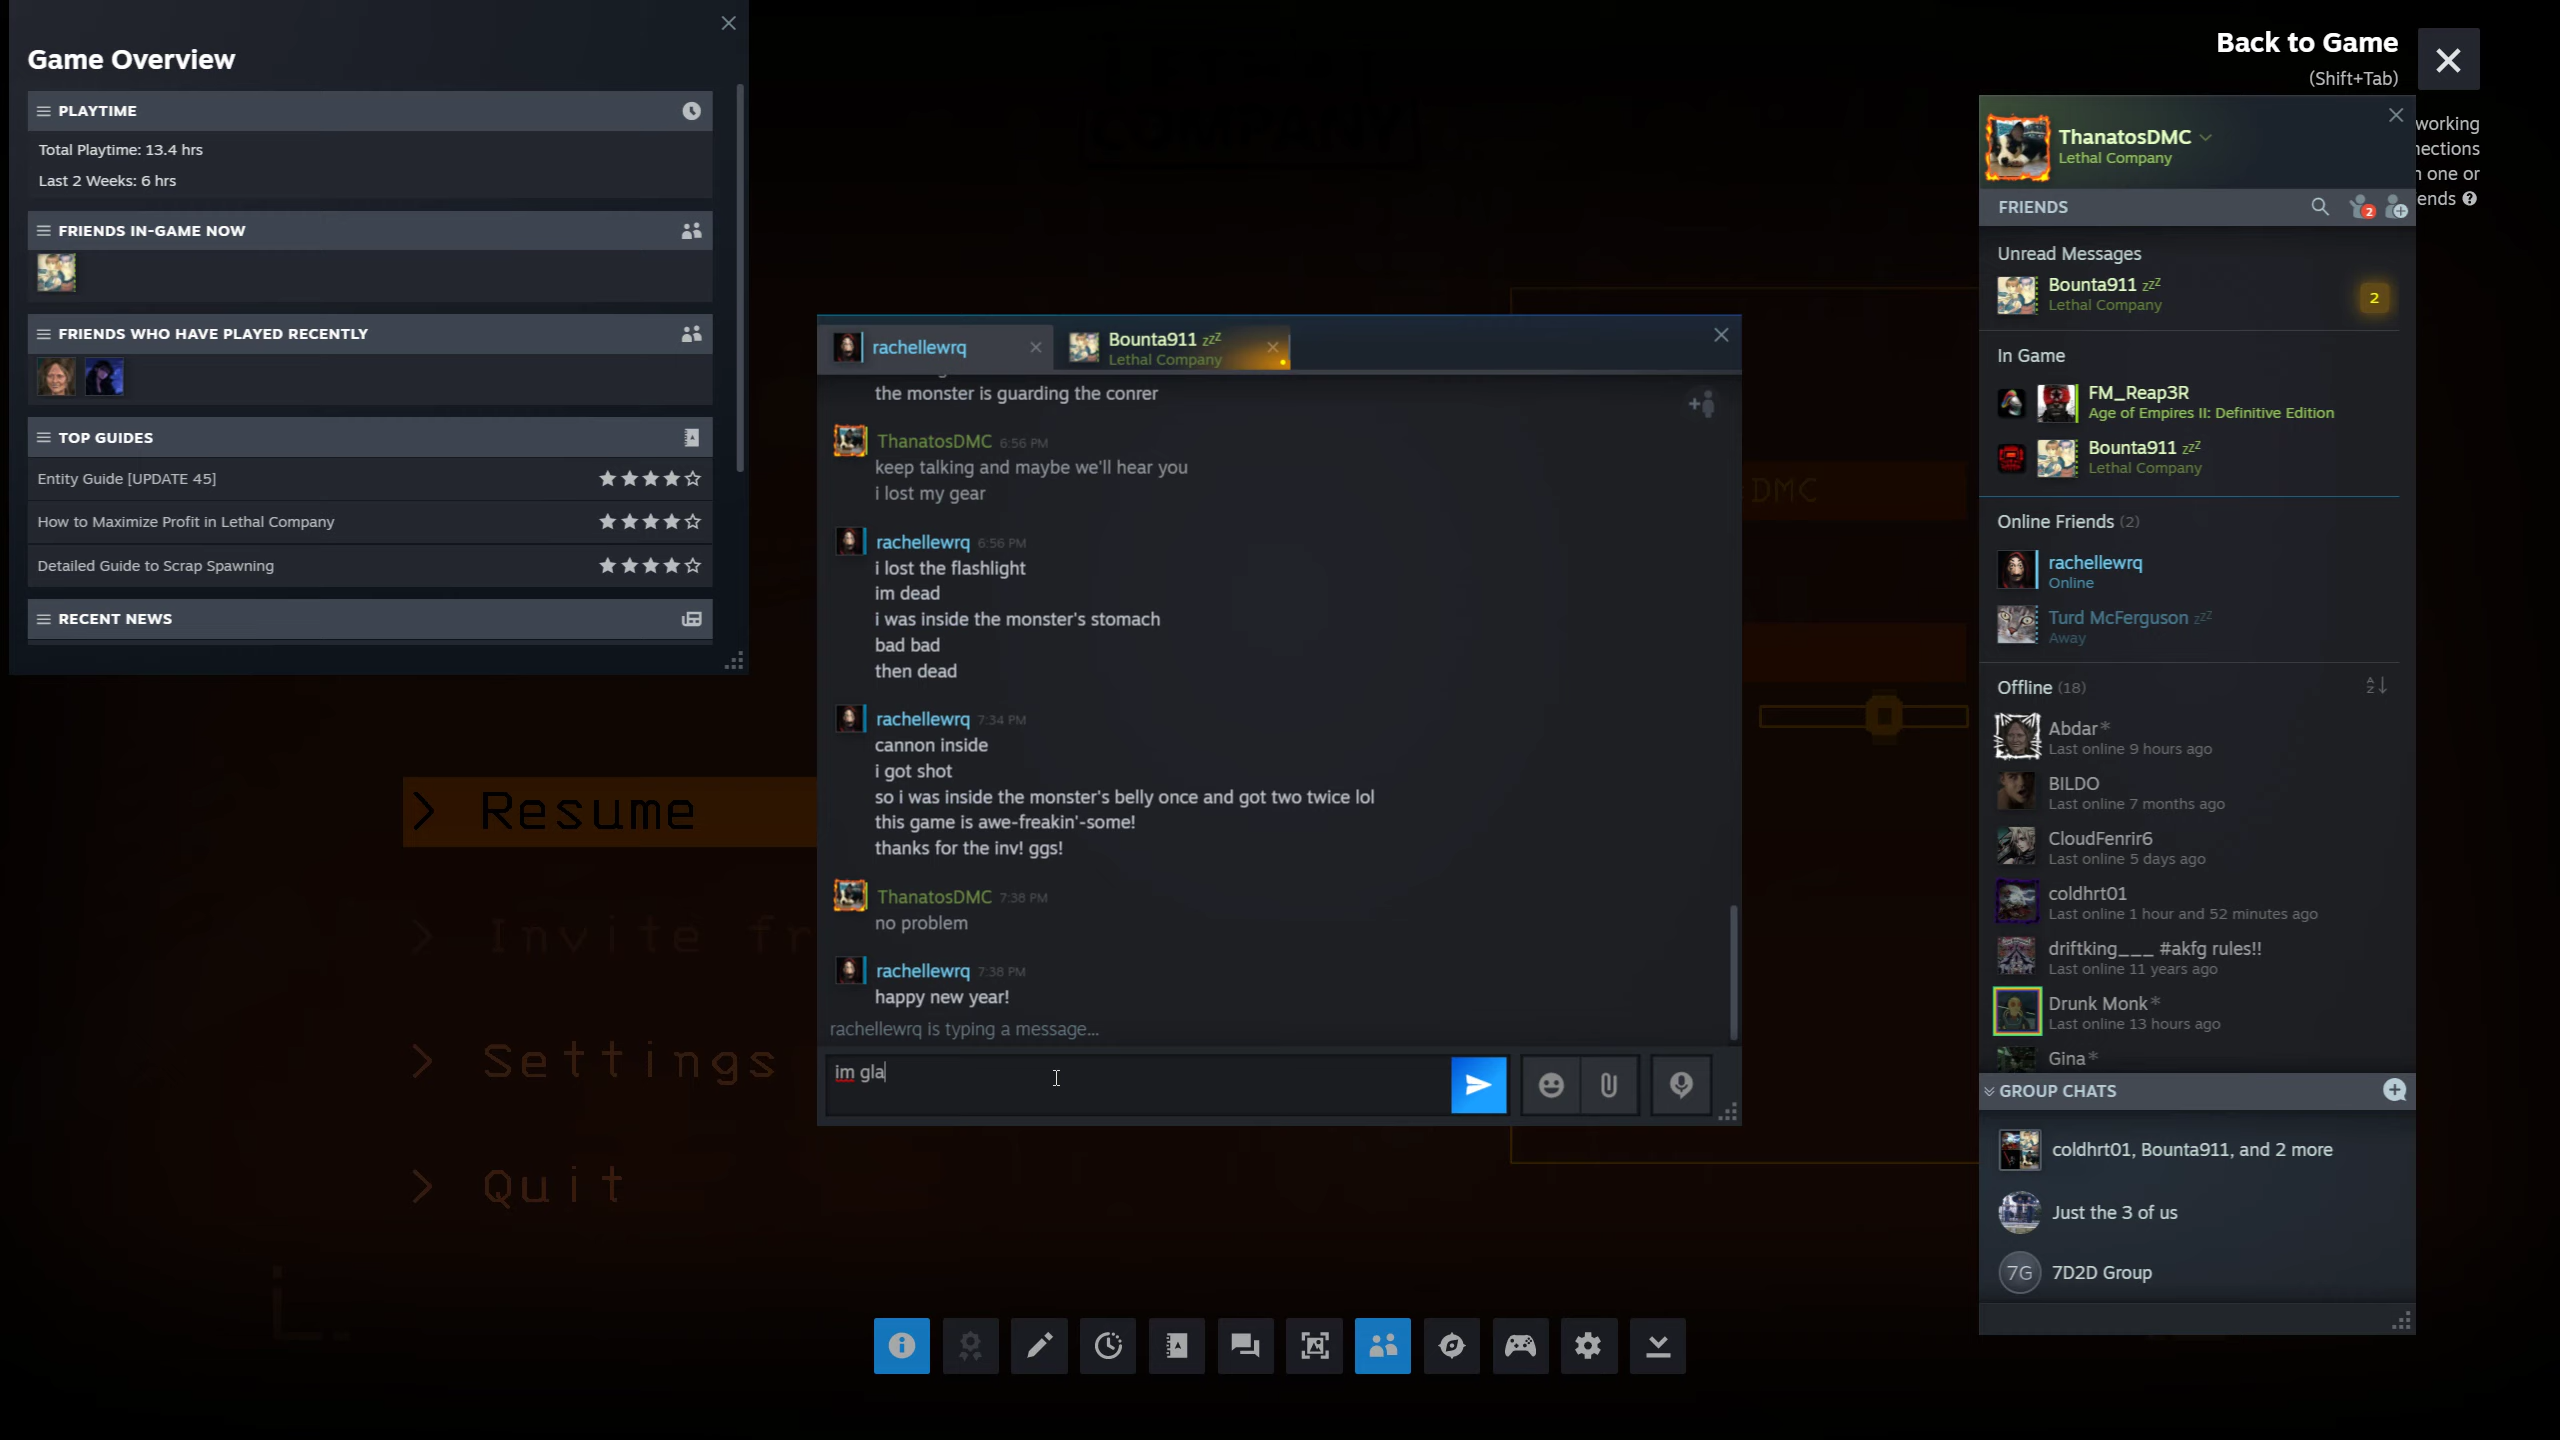 Game Overview
PLAYTIME
Total Playtime: 13.4 hrs
Last 2 Weeks: 6 hrs
FRIENDS IN-GAME NOW
FRIENDS WHO HAVE PLAYED RECENTLY
TOP GUIDES
Entity Guide [UPDATE 45]
How to Maximize Profit in Lethal Company
Detailed Guide to Scrap Spawning
RECENT NEWS
> Resume
> Invite fr
> Settings
> Quit
COMPANY
rachellewrq
Bounta911 zzz
Lethal Company
the monster is guarding the conrer
ThanatosDMC 6:56 PM
keep talking and maybe we'll hear you
i lost my gear
rachellewrq 6:56 PM
i lost the flashlight
im dead
i was inside the monster's stomach
bad bad
then dead
rachellewrq 7:34 PM
cannon inside
i got shot
so i was inside the monster's belly once and got two twice lol
this game is awe-freakin'-some!
thanks for the inv! ggs!
ThanatosDMC 7:38 PM
no problem
rachellewrq 7:38 PM
happy new year!
rachellewrq is typing a message...
im gla
DMC
Back to Game
(Shift+Tab)
working
nections
n one or
ends
ThanatosDMC
Lethal Company
FRIENDS
2
Unread Messages
Bounta911 zzz
Lethal Company
2
In Game
FM_Reap3R
Age of Empires II: Definitive Edition
Bounta911 zzz
Lethal Company
Online Friends (2)
rachellewrq
Online
Turd McFerguson zzz
Away
Offline (18)
Abdar*
Last online 9 hours ago
BILDO
Last online 7 months ago
CloudFenrir6
Last online 5 days ago
coldhrt01
Last online 1 hour and 52 minutes ago
driftking___ #akfg rules!!
Last online 11 years ago
Drunk Monk*
Last online 13 hours ago
Gina*
GROUP CHATS
coldhrt01, Bounta911, and 2 more
Just the 3 of us
7G 7D2D Group